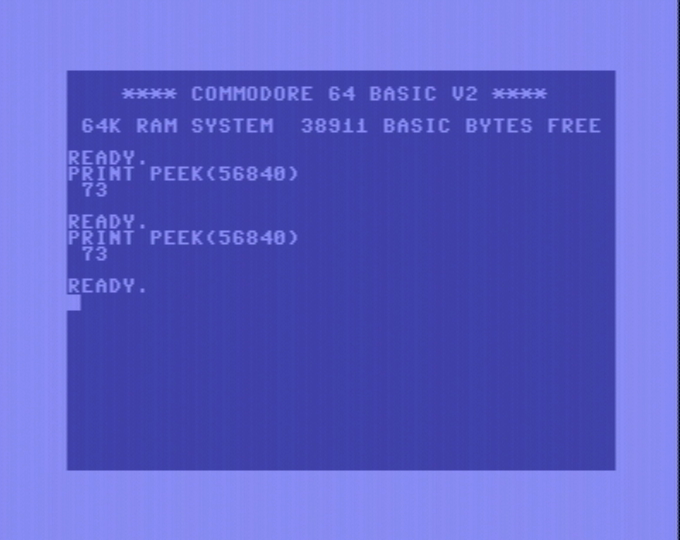 **** COMMODORE 64 BASIC V2 ****
64K RAM SYSTEM  38911 BASIC BYTES FREE
READY.
PRINT PEEK(56840)
73
READY.
PRINT PEEK(56840)
73
READY.